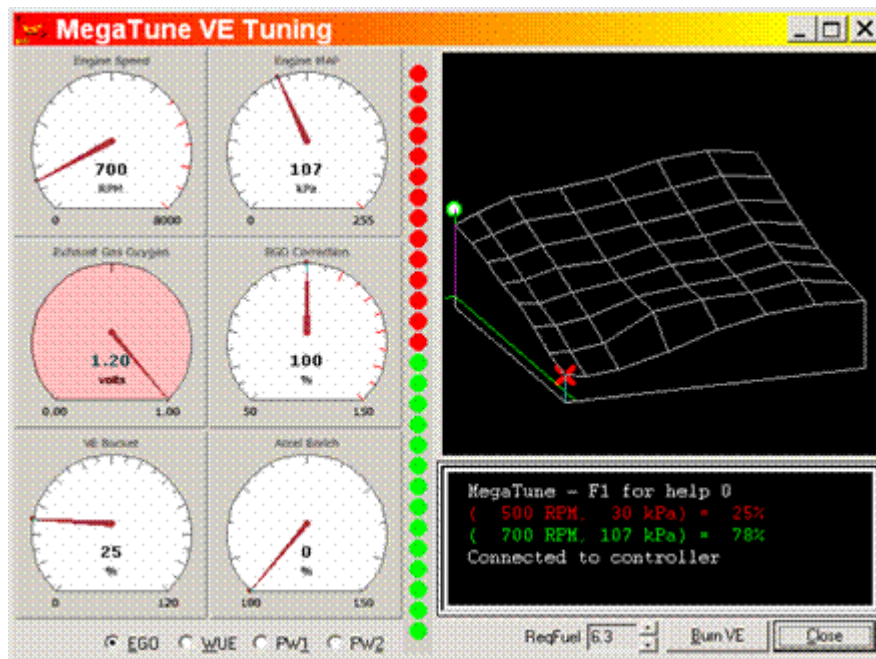 MegaTune VE Tuning
Engine Speed
700
RPM
0 8000
Engine MAP
107
kPa
0 255
Exhaust Gas Oxygen
1.20
volts
0.00 1.00
EGO Correction
100
%
50 150
VE Bucket
25
%
0 120
Accel Enrich
0
%
100 150
EGO WUE PW1 PW2
MegaTune - F1 for help 0
( 500 RPM, 30 kPa) = 25%
( 700 RPM, 107 kPa) = 78%
Connected to controller
ReqFuel 6.3 Burn VE Close